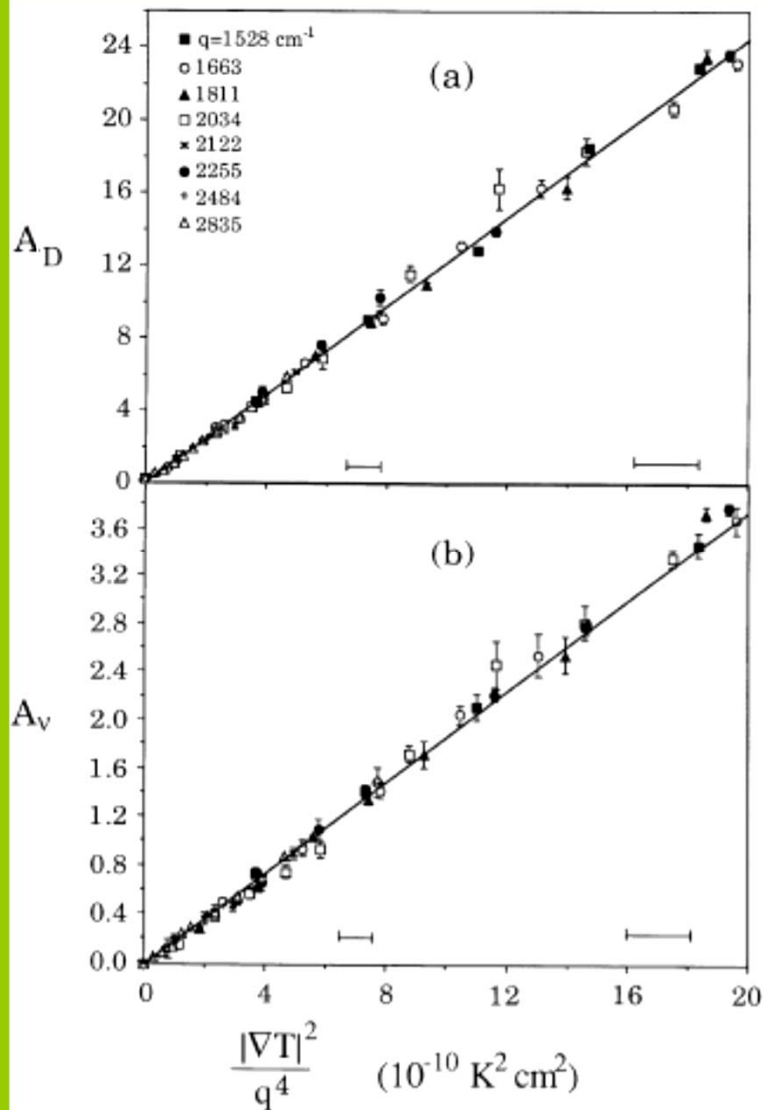 24
20
16
12
8
4
0
A_D
(a)
■ q=1528 cm⁻¹
○ 1663
▲ 1811
□ 2034
× 2122
● 2255
+ 2484
△ 2835
3.6
3.2
2.8
2.4
2.0
1.6
1.2
0.8
0.4
0.0
A_ν
(b)
0 4 8 12 16 20
|∇T|²
q⁴
(10⁻¹⁰ K² cm²)